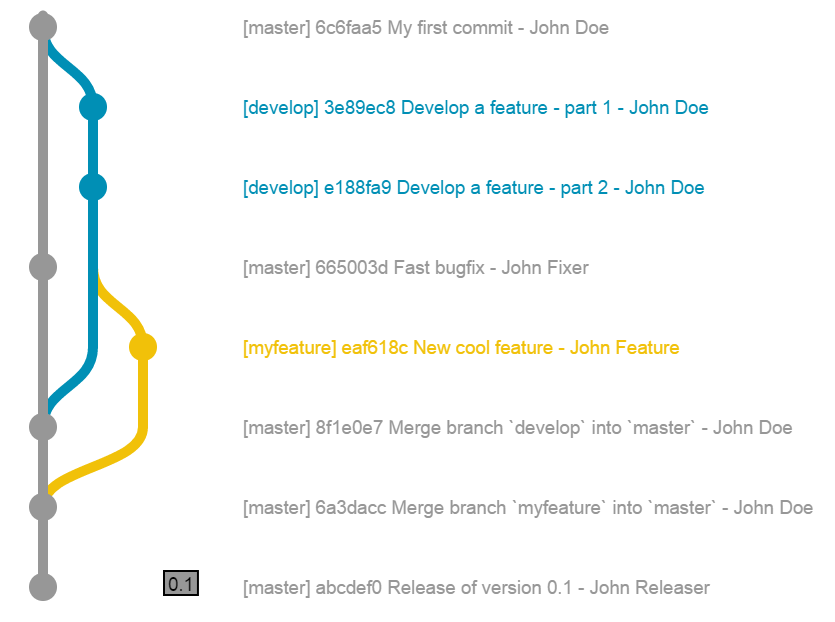 [master] 6c6faa5 My first commit - John Doe
[develop] 3e89ec8 Develop a feature - part 1 - John Doe
[develop] e188fa9 Develop a feature - part 2 - John Doe
[master] 665003d Fast bugfix - John Fixer
[myfeature] eaf618c New cool feature - John Feature
[master] 8f1e0e7 Merge branch `develop` into `master` - John Doe
[master] 6a3dacc Merge branch `myfeature` into `master` - John Doe
0.1 [master] abcdef0 Release of version 0.1 - John Releaser